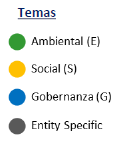 Temas
Ambiental (E)
Social (S)
Gobernanza (G)
Entity Specific